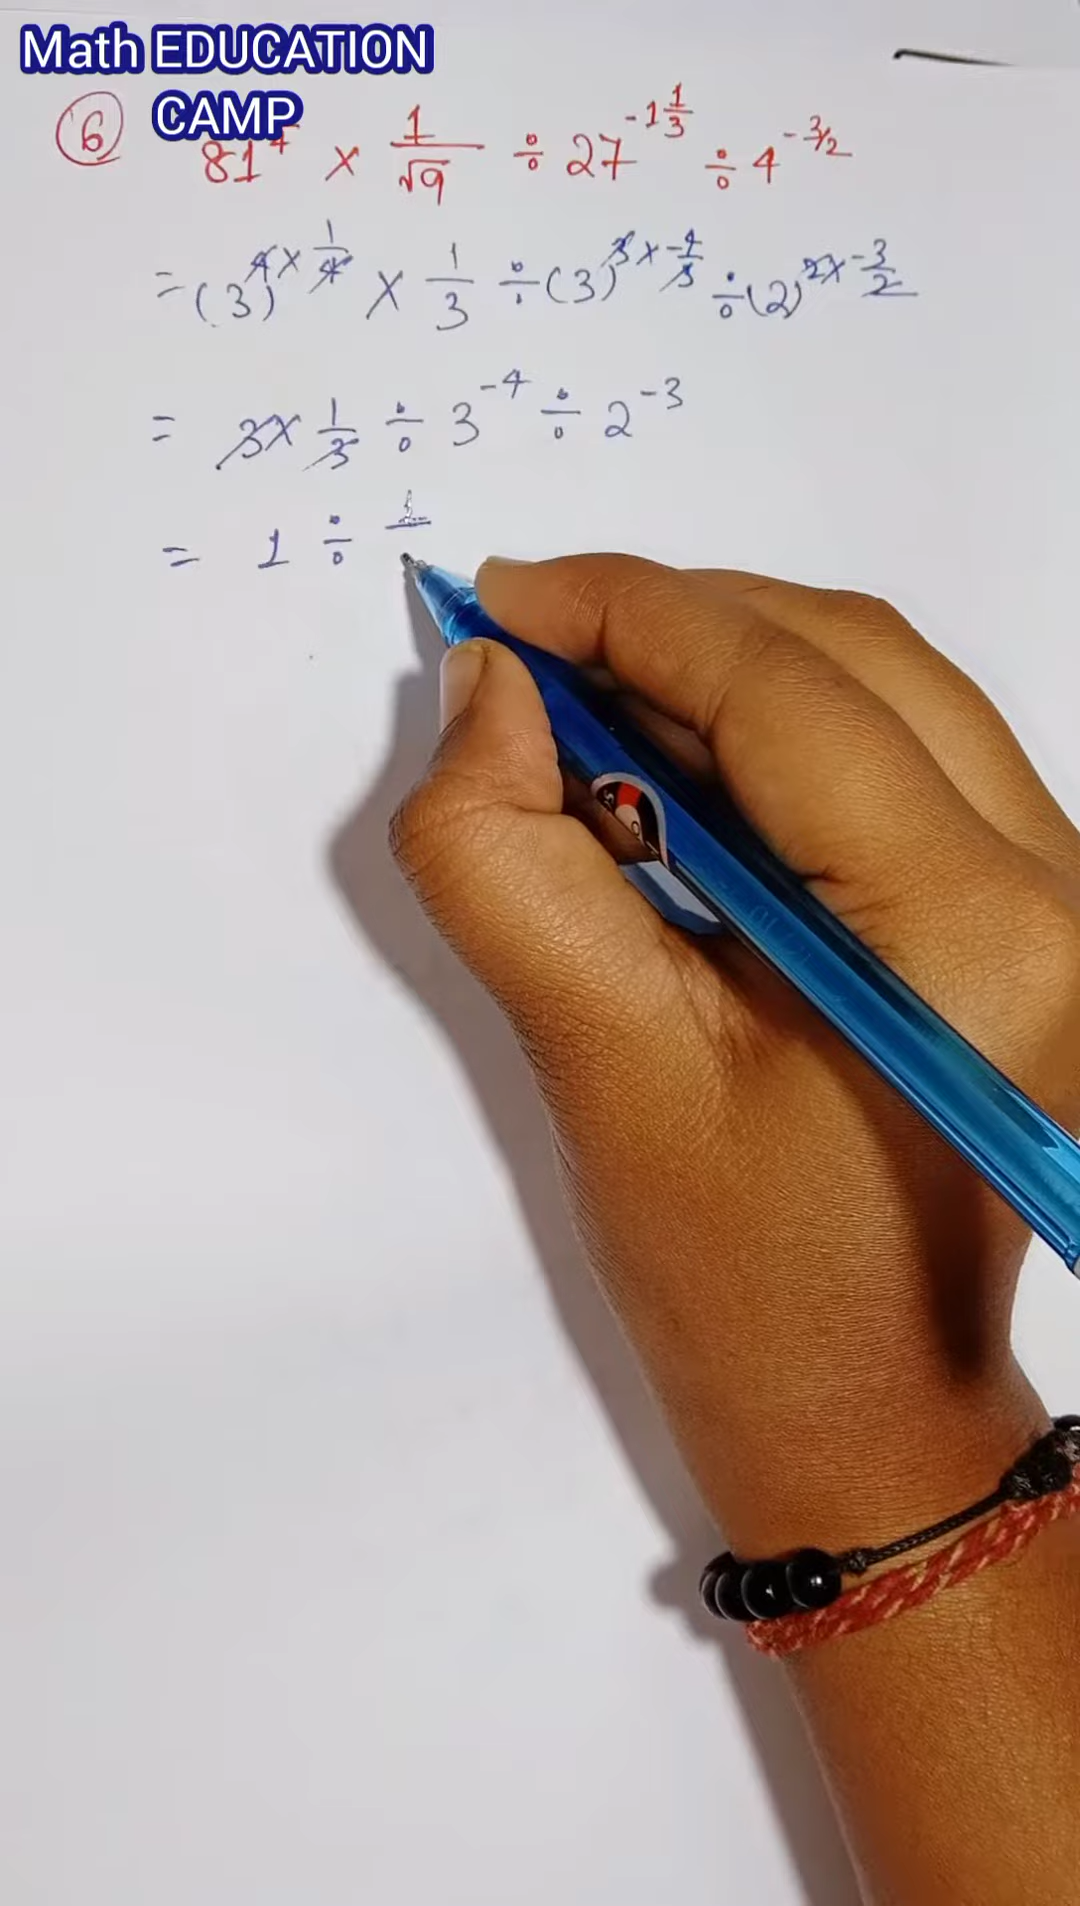 Math EDUCATION
CAMP
6 81^4 × 1/√9 ÷ 27^-1 1/3 ÷ 4^-3/2
= (3)^4×1/4 × 1/3 ÷ (3)^3×-4/3 ÷ (2)^2×-3/2
= 3 × 1/3 ÷ 3^-4 ÷ 2^-3
= 1 ÷ 1